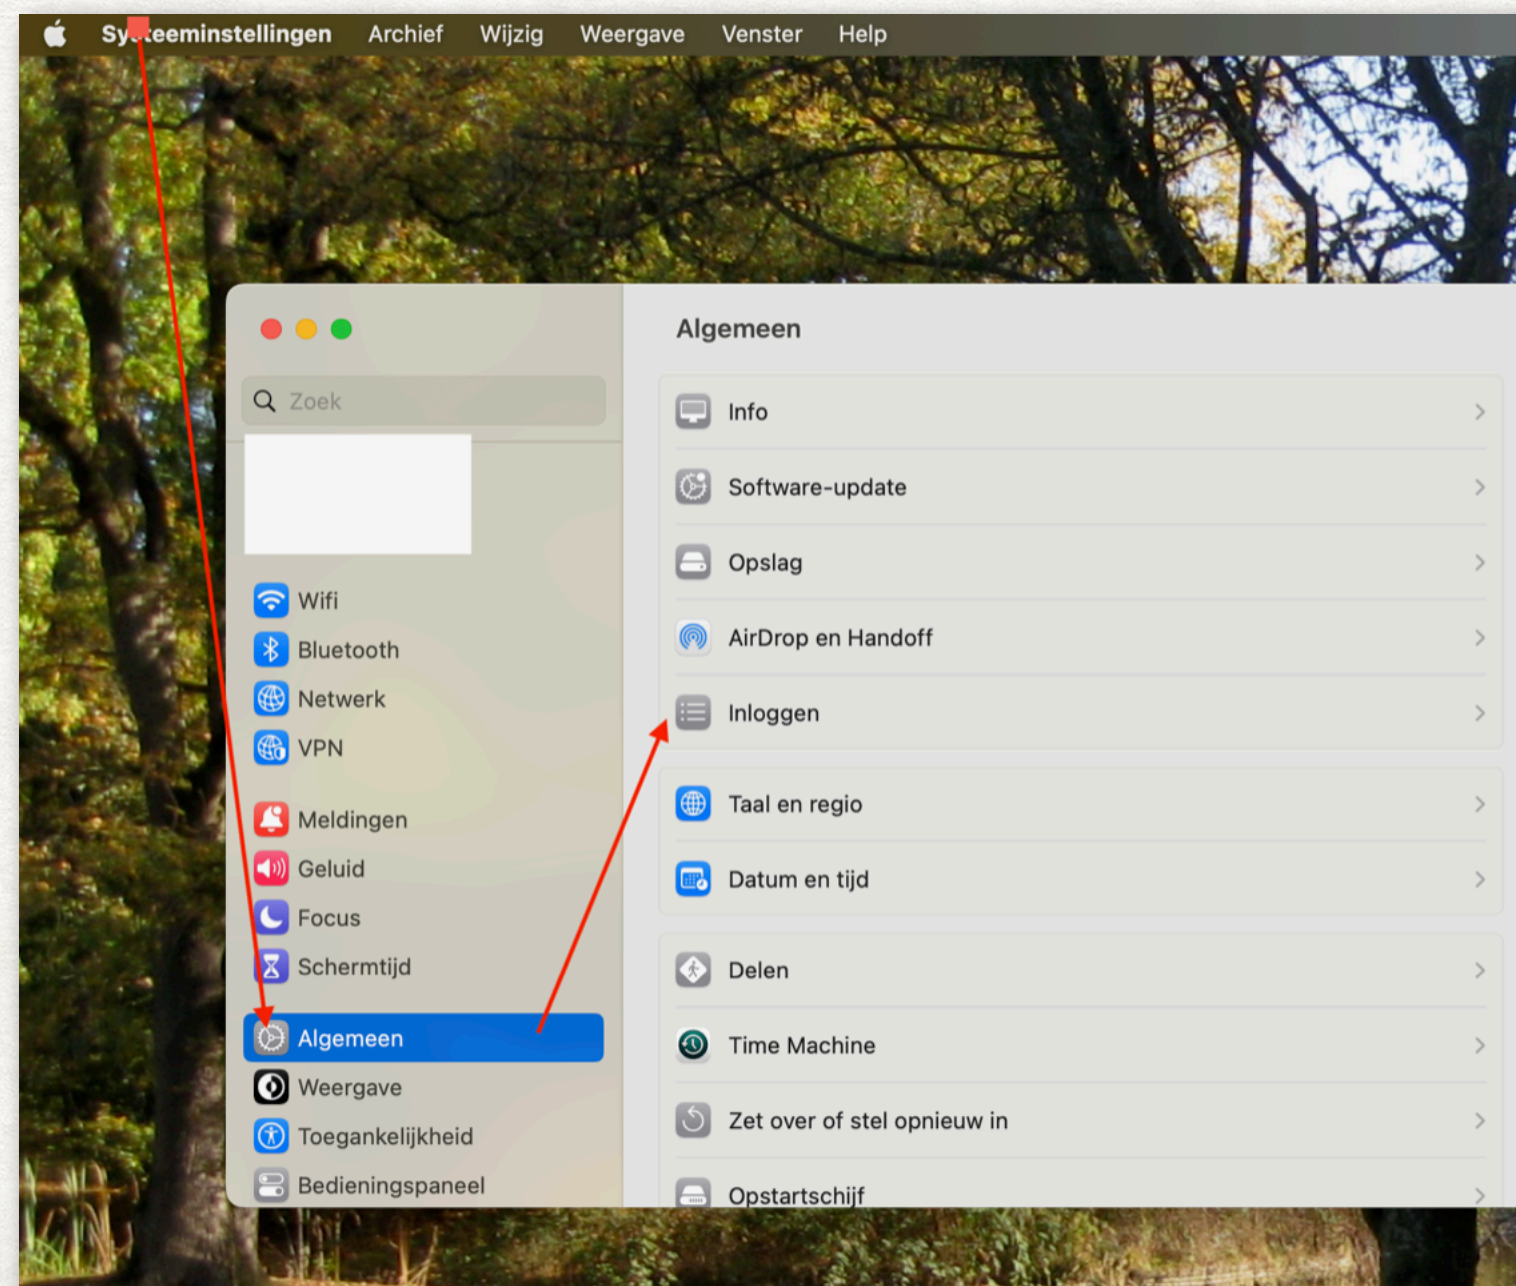 Systeeminstellingen Archief Wijzig Weergave Venster Help
Zoek
Wifi
Bluetooth
Netwerk
VPN
Meldingen
Geluid
Focus
Schermtijd
Algemeen
Weergave
Toegankelijkheid
Bedieningspaneel
Algemeen
Info
Software-update
Opslag
AirDrop en Handoff
Inloggen
Taal en regio
Datum en tijd
Delen
Time Machine
Zet over of stel opnieuw in
Opstartschijf